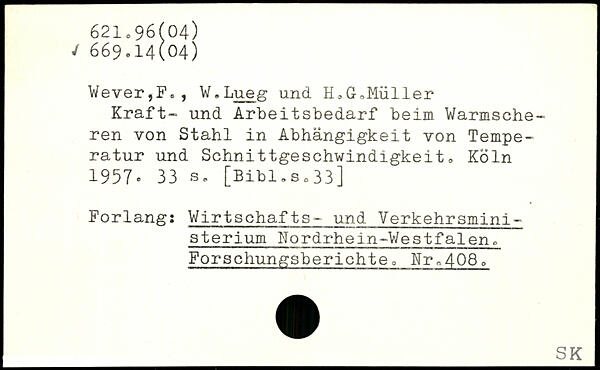 621.96(04)
✓ 669.14(04)
Wever,F., W.Lueg und H.G.Müller
Kraft- und Arbeitsbedarf beim Warmsche-
ren von Stahl in Abhängigkeit von Tempe-
ratur und Schnittgeschwindigkeit. Köln
1957. 33 s. [Bibl.s.33]
Forlang: Wirtschafts- und Verkehrsmini-
sterium Nordrhein-Westfalen.
Forschungsberichte. Nr.408.
SK